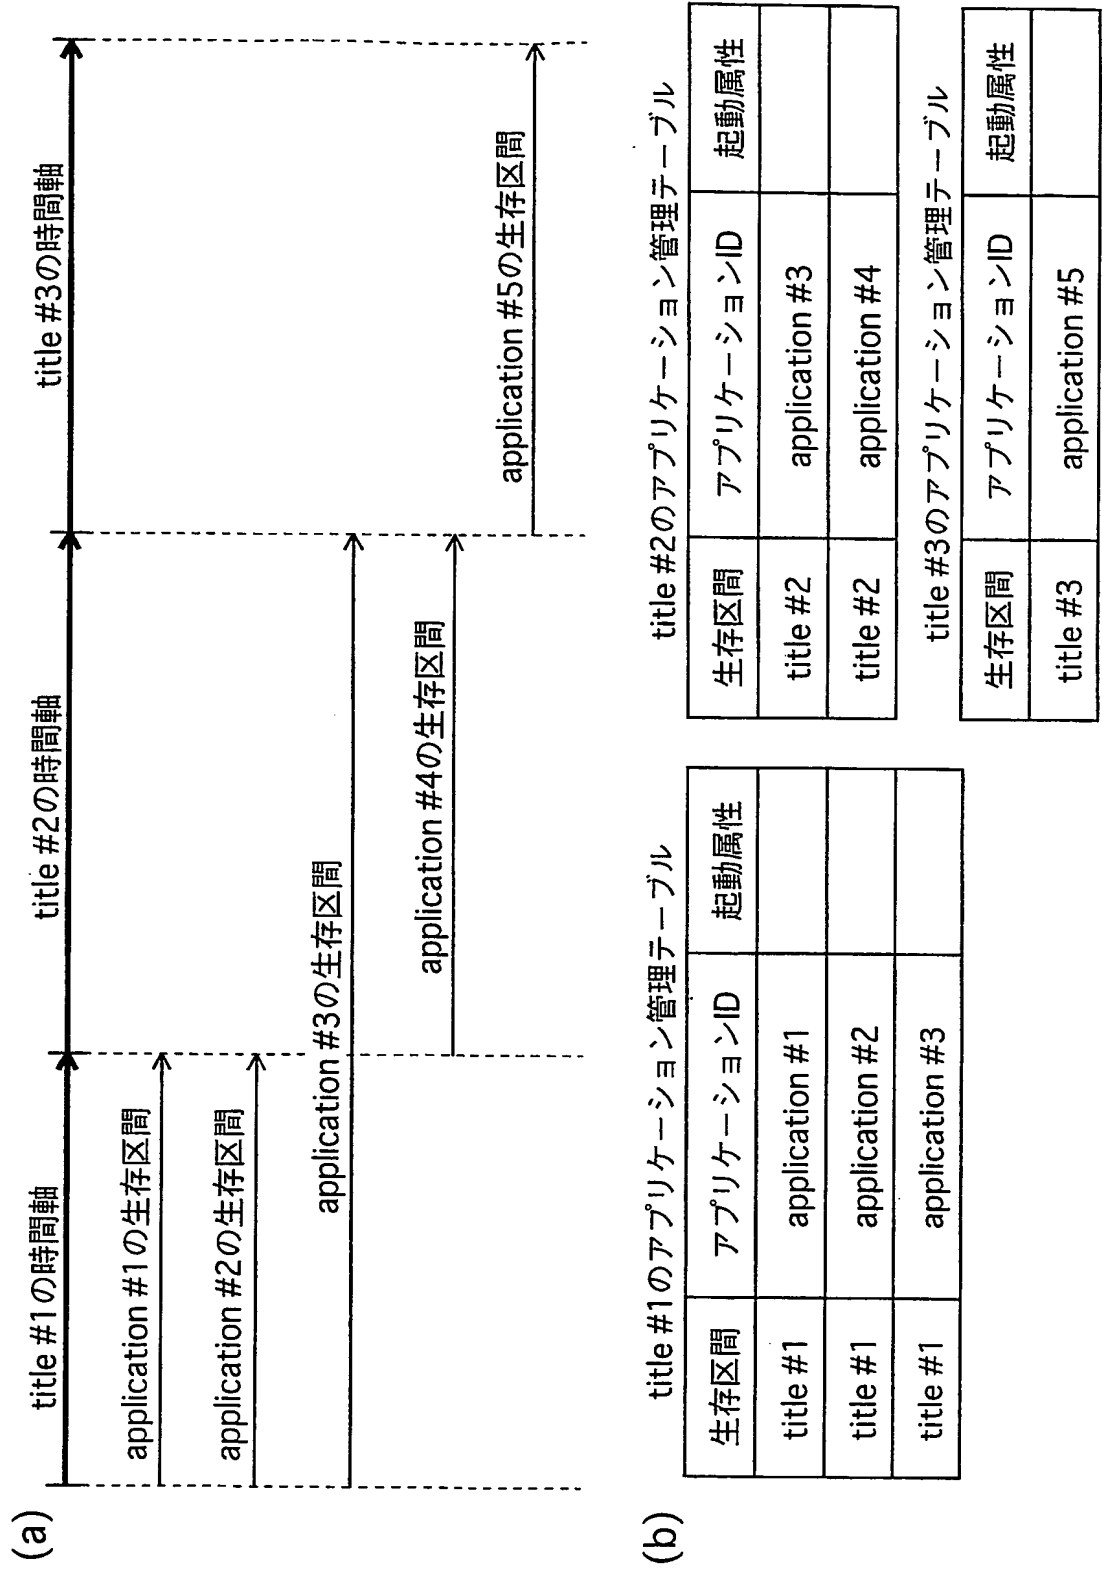 (a)
title #1の時間軸
title #2の時間軸
title #3の時間軸
application #1の生存区間
application #2の生存区間
application #3の生存区間
application #4の生存区間
application #5の生存区間
(b)
title #1のアプリケーション管理テーブル
生存区間 アプリケーションID 起動属性
title #1 application #1
title #1 application #2
title #1 application #3
title #2のアプリケーション管理テーブル
生存区間 アプリケーションID 起動属性
title #2 application #3
title #2 application #4
title #3のアプリケーション管理テーブル
生存区間 アプリケーションID 起動属性
title #3 application #5